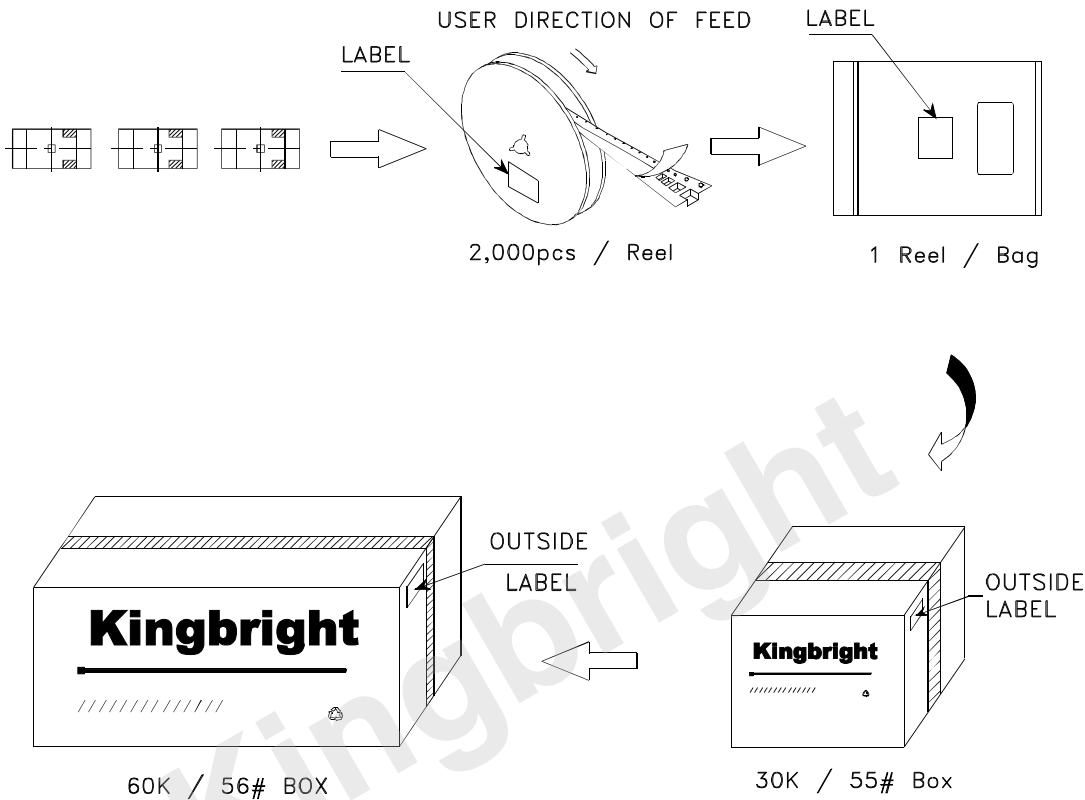 USER DIRECTION OF FEED
LABEL
LABEL
2,000pcs / Reel
1 Reel / Bag
OUTSIDE
LABEL
Kingbright
60K / 56# BOX
OUTSIDE
LABEL
Kingbright
30K / 55# Box
Kingbright